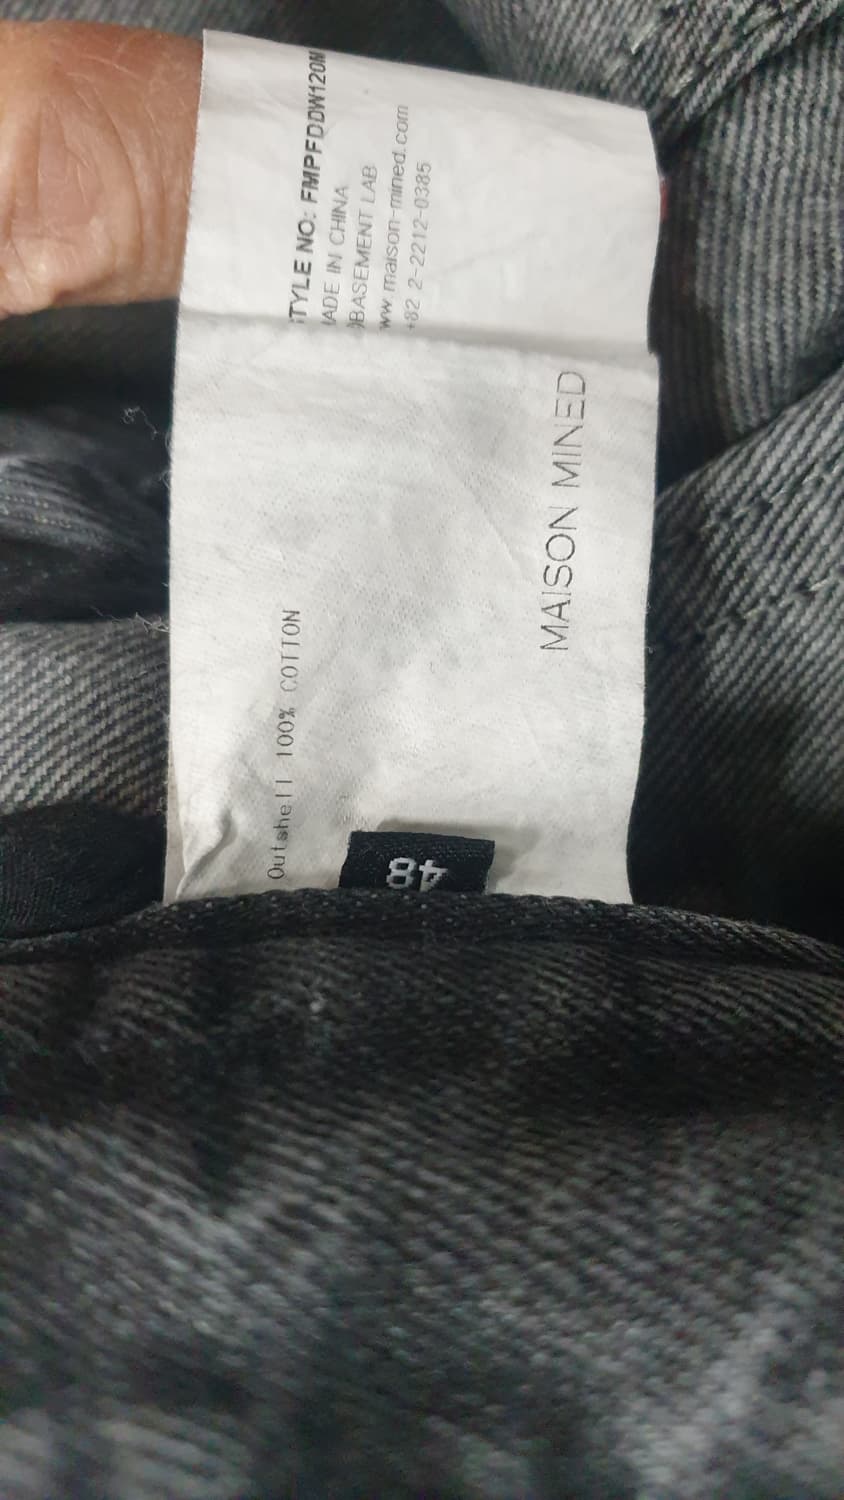 MAISON MINED
Outshell 100% COTTON
TYLE NO: FMPFDDW120M
ADE IN CHINA
BASEMENT LAB
ww.maison-mined.com
+82 2-2212-0385
48